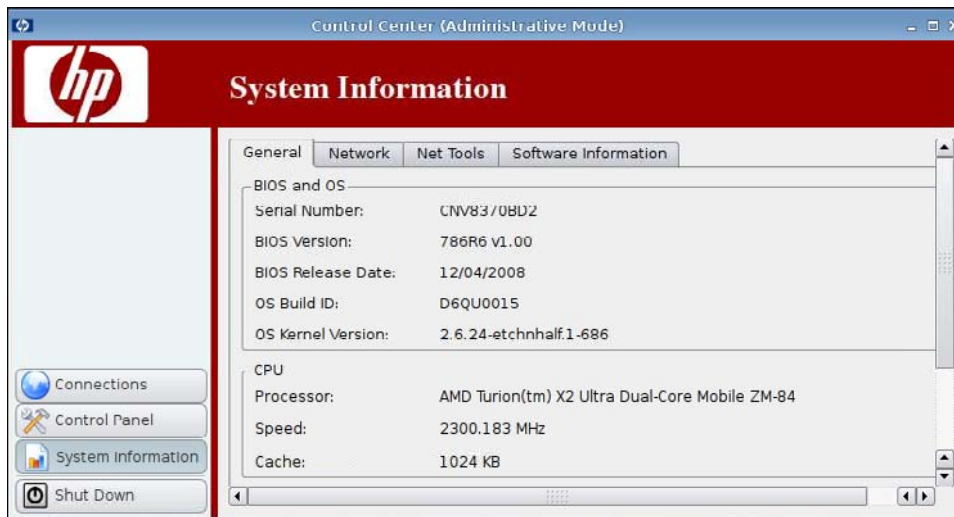 Control Center (Administrative Mode)
hp
System Information
General Network Net Tools Software Information
BIOS and OS
Serial Number: CNV8370BD2
BIOS Version: 786R6 v1.00
BIOS Release Date: 12/04/2008
OS Build ID: D6QU0015
OS Kernel Version: 2.6.24-etchnhalf.1-686
CPU
Processor: AMD Turion(tm) X2 Ultra Dual-Core Mobile ZM-84
Speed: 2300.183 MHz
Cache: 1024 KB
Connections
Control Panel
System Information
Shut Down